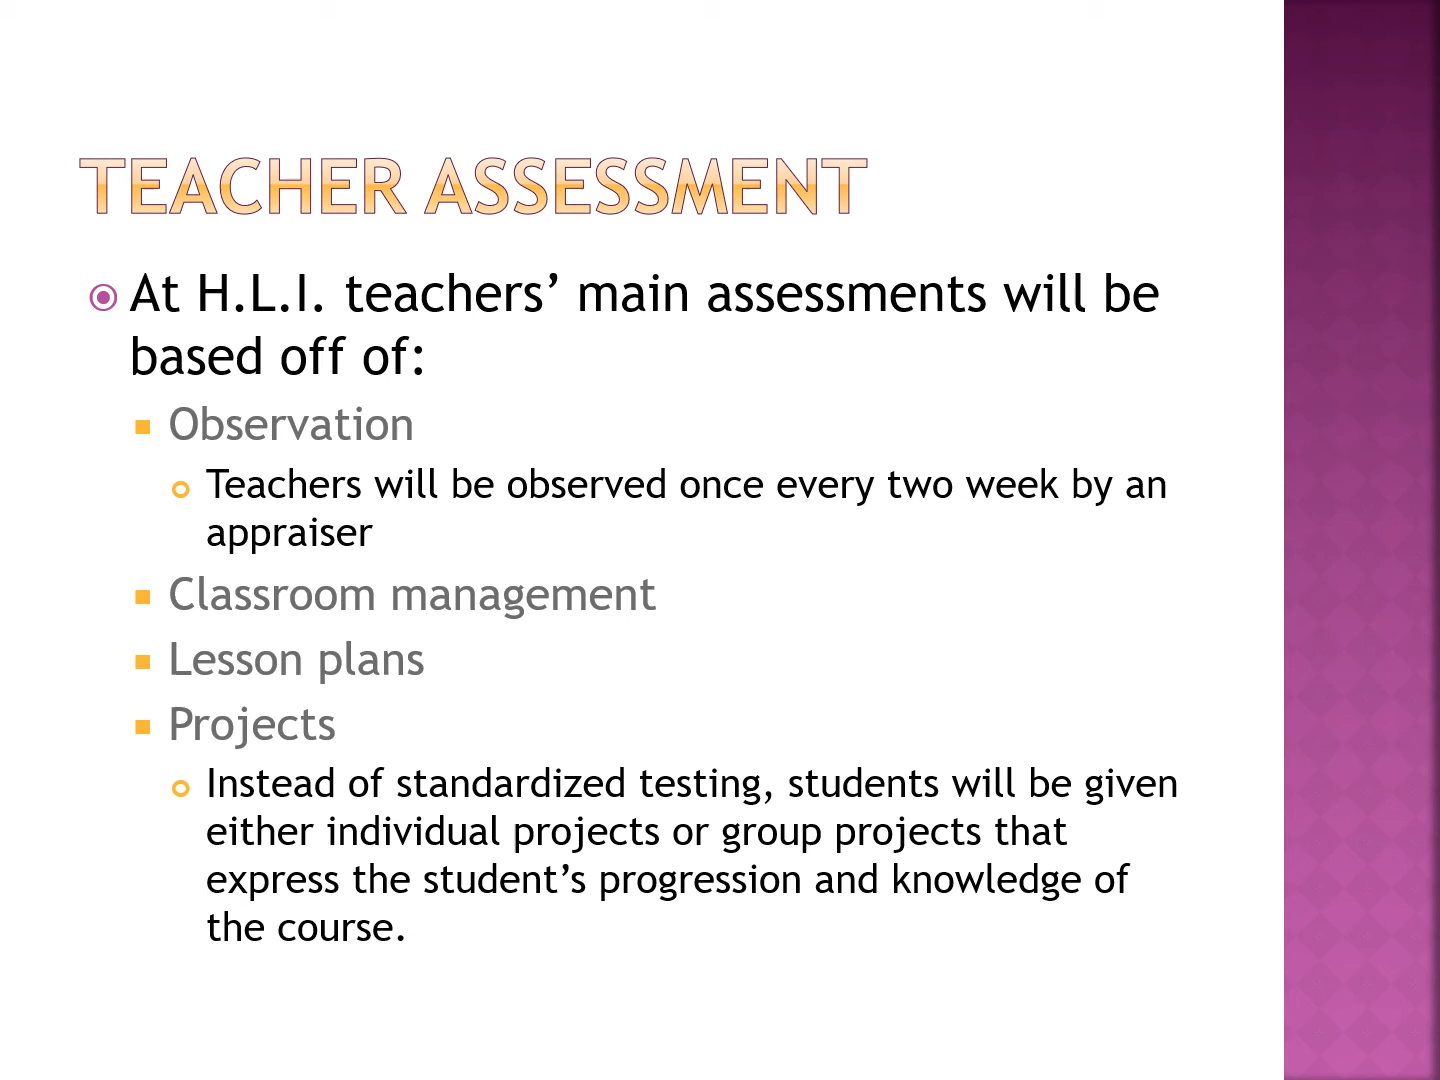 TEACHER ASSESSMENT
At H.L.I. teachers’ main assessments will be
based off of:
Observation
Teachers will be observed once every two week by an
appraiser
Classroom management
Lesson plans
Projects
Instead of standardized testing, students will be given
either individual projects or group projects that
express the student’s progression and knowledge of
the course.